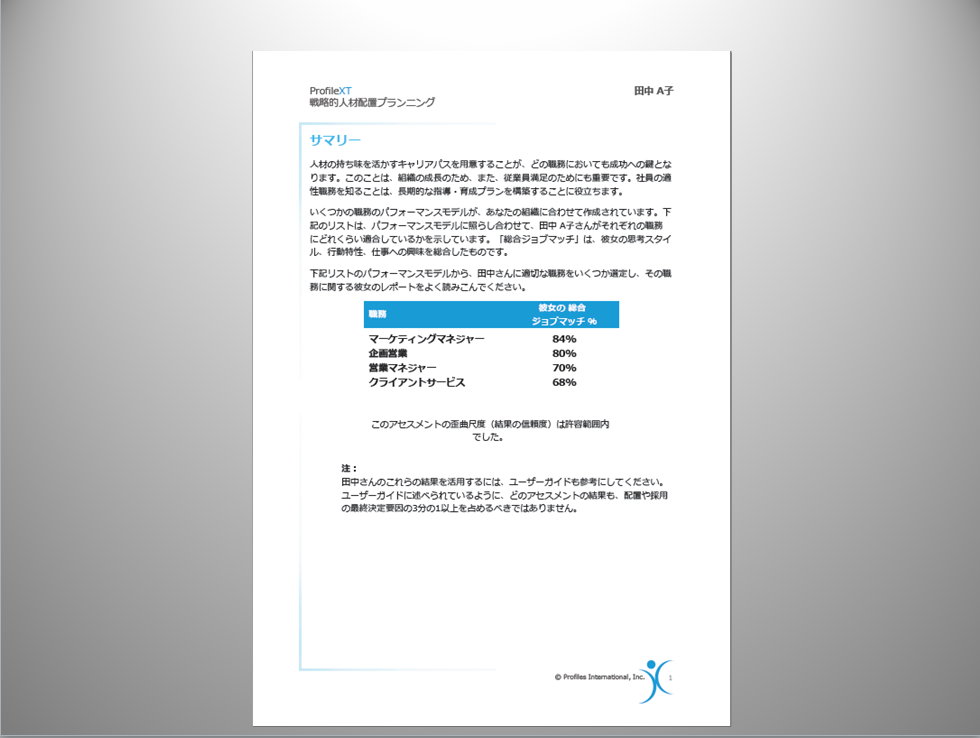 ProfileXT
戦略的人材配置プランニング
田中 A子
サマリー
人材の持ち味を活かすキャリアパスを用意することが、どの職務においても成功への鍵とな
ります。このことは、組織の成長のため、また、従業員満足のためにも重要です。社員の適
性職務を知ることは、長期的な指導・育成プランを構築することに役立ちます。
いくつかの職務のパフォーマンスモデルが、あなたの組織に合わせて作成されています。下
記のリストは、パフォーマンスモデルに照らし合わせて、田中 A子さんがそれぞれの職務
にどれくらい適合しているかを示しています。「総合ジョブマッチ」は、彼女の思考スタイ
ル、行動特性、仕事への興味を総合したものです。
下記リストのパフォーマンスモデルから、田中さんに適切な職務をいくつか選定し、その職
務に関する彼女のレポートをよく読みこんでください。
職務
彼女の 総合
ジョブマッチ %
マーケティングマネジャー 84%
企画営業 80%
営業マネジャー 70%
クライアントサービス 68%
このアセスメントの歪曲尺度（結果の信頼度）は許容範囲内
でした。
注：
田中さんのこれらの結果を活用するには、ユーザーガイドも参考にしてください。
ユーザーガイドに述べられているように、どのアセスメントの結果も、配置や採用
の最終決定要因の3分の1以上を占めるべきではありません。
© Profiles International, Inc. 1